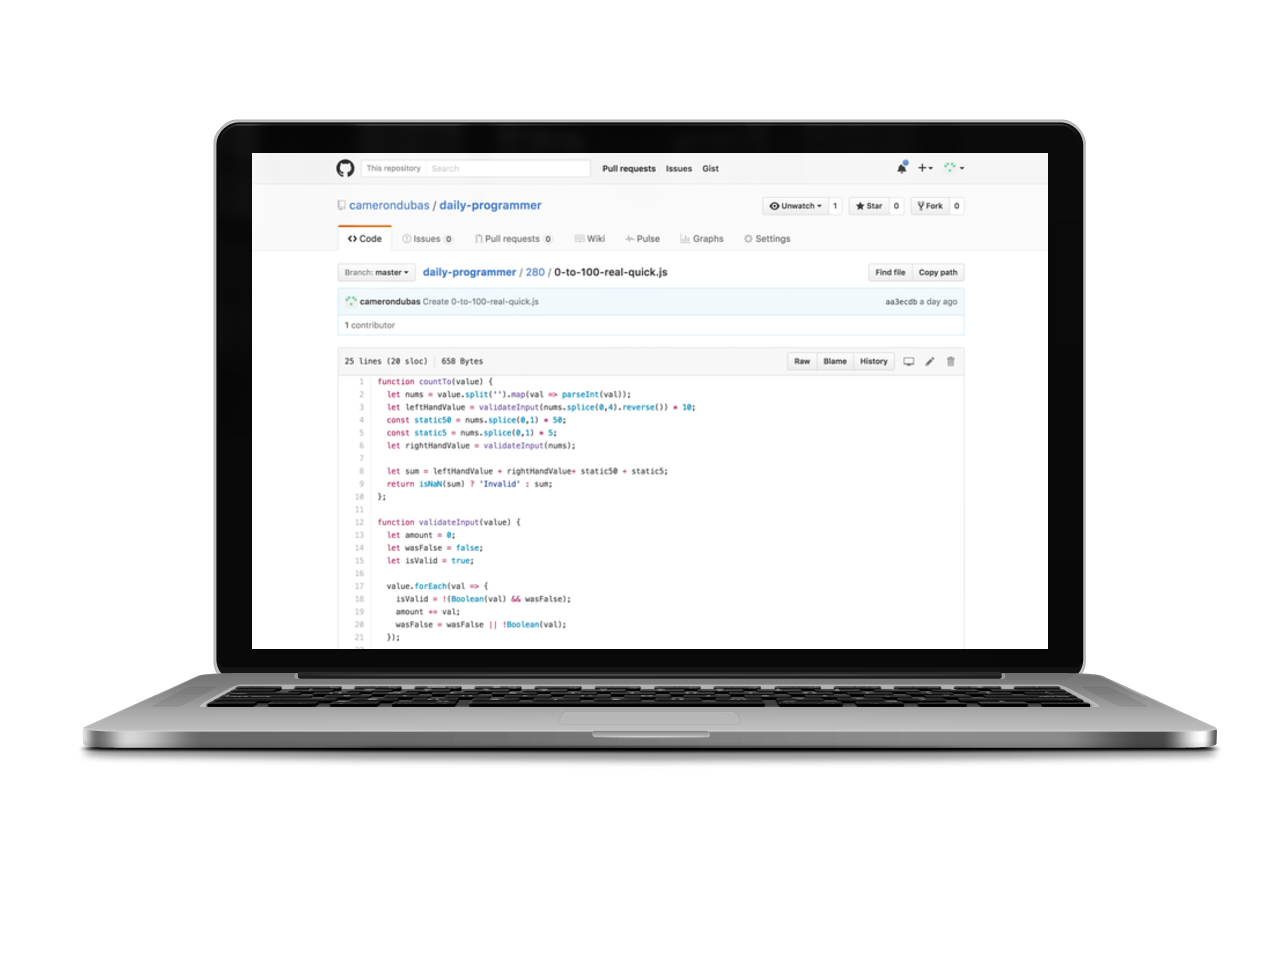 This repository Search Pull requests Issues Gist
camerondubas / daily-programmer Unwatch 1 Star 0 Fork 0
Code Issues 0 Pull requests 0 Wiki Pulse Graphs Settings
Branch: master daily-programmer / 280 / 0-to-100-real-quick.js Find file Copy path
camerondubas Create 0-to-100-real-quick.js aa3ecdb a day ago
1 contributor
25 lines (20 sloc) 658 Bytes Raw Blame History
1 function countTo(value) {
2 let nums = value.split('').map(val => parseInt(val));
3 let leftHandValue = validateInput(nums.splice(0,4).reverse()) * 10;
4 const static50 = nums.splice(0,1) * 50;
5 const static5 = nums.splice(0,1) * 5;
6 let rightHandValue = validateInput(nums);
7
8 let sum = leftHandValue + rightHandValue+ static50 + static5;
9 return isNaN(sum) ? 'Invalid' : sum;
10 };
11
12 function validateInput(value) {
13 let amount = 0;
14 let wasFalse = false;
15 let isValid = true;
16
17 value.forEach(val => {
18 isValid = !(Boolean(val) && wasFalse);
19 amount += val;
20 wasFalse = wasFalse || !Boolean(val);
21 });